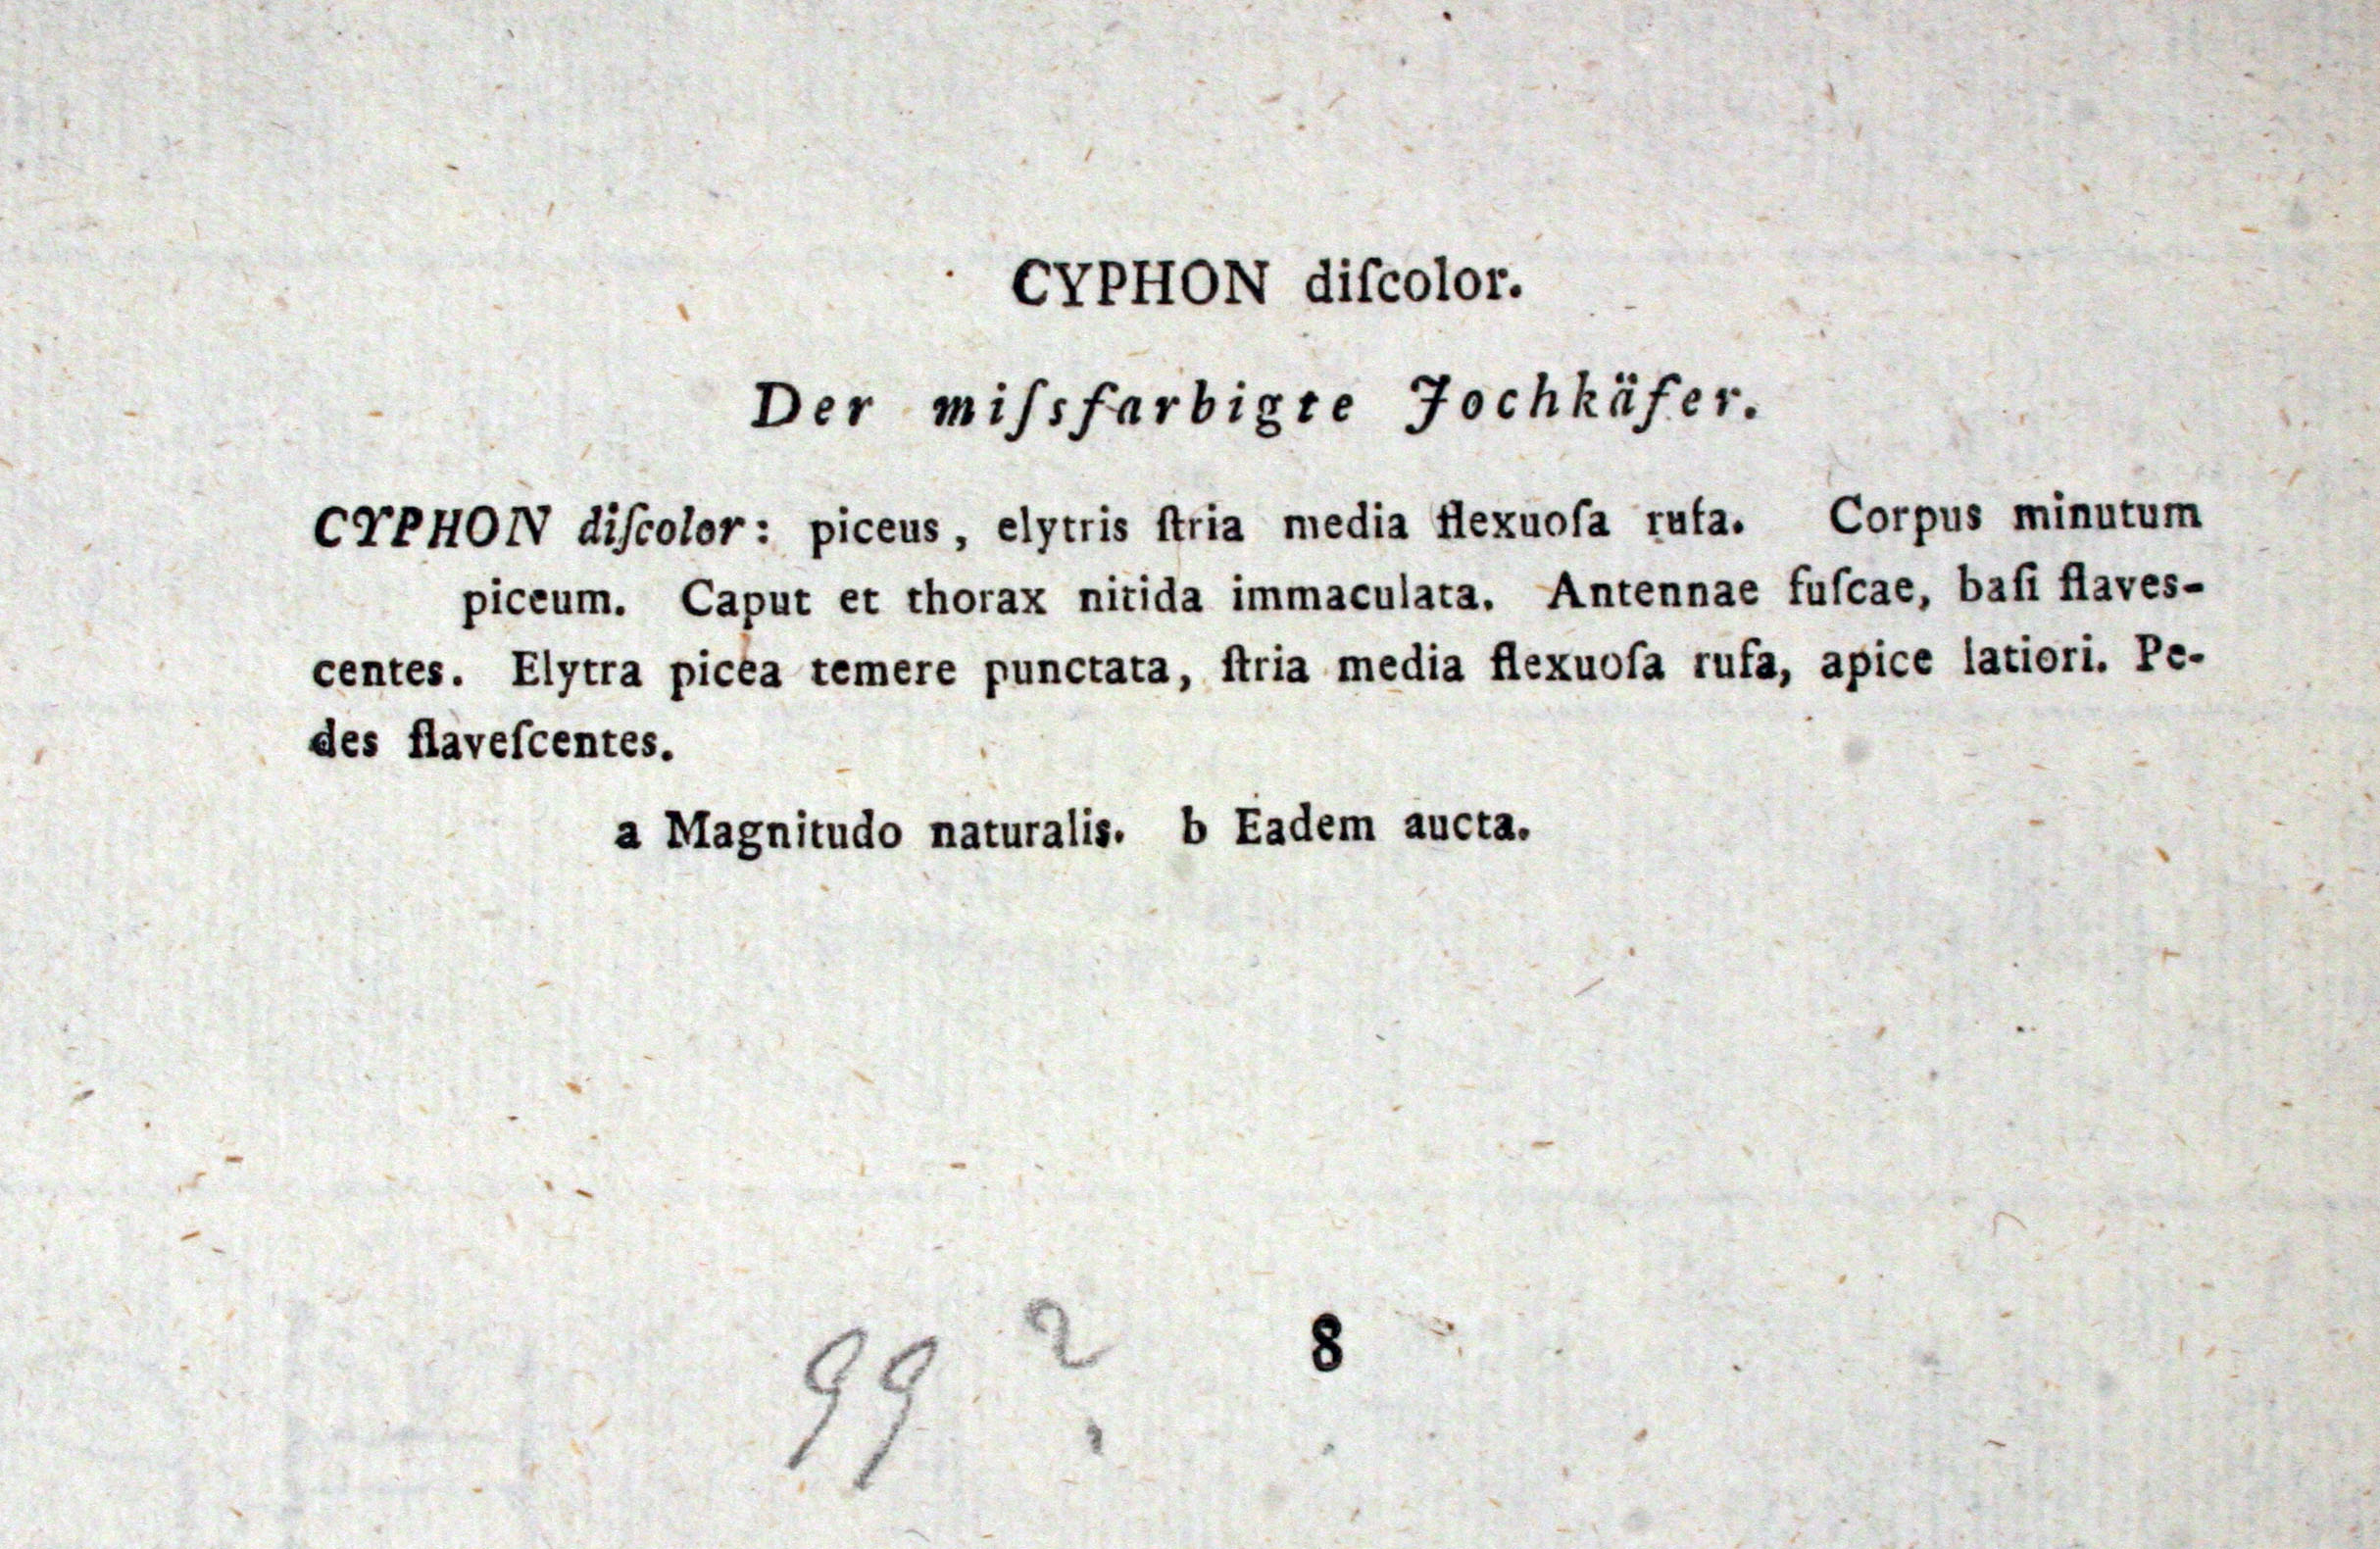 CYPHON diſcolor.
Der miſsfarbigte Jochkäfer.
CYPHON diſcolor: piceus, elytris ſtria media flexuoſa rufa. Corpus minutum
piceum. Caput et thorax nitida immaculata. Antennae fuſcae, baſi flaves-
centes. Elytra picea temere punctata, ſtria media flexuoſa rufa, apice latiori. Pe-
des flaveſcentes.
a Magnitudo naturalis. b Eadem aucta.
99 ? 8